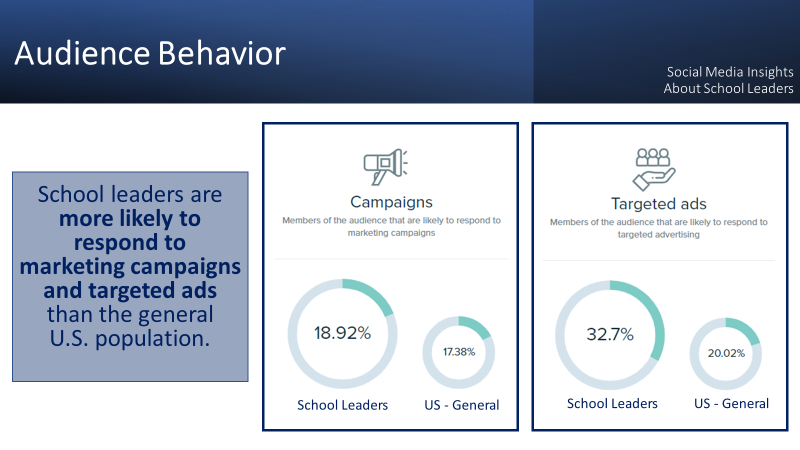 Audience Behavior
Social Media Insights
About School Leaders
School leaders are
more likely to
respond to
marketing campaigns
and targeted ads
than the general
U.S. population.
Campaigns
Members of the audience that are likely to respond to
marketing campaigns
18.92%
17.38%
School Leaders
US - General
Targeted ads
Members of the audience that are likely to respond to
targeted advertising
32.7%
20.02%
School Leaders
US - General